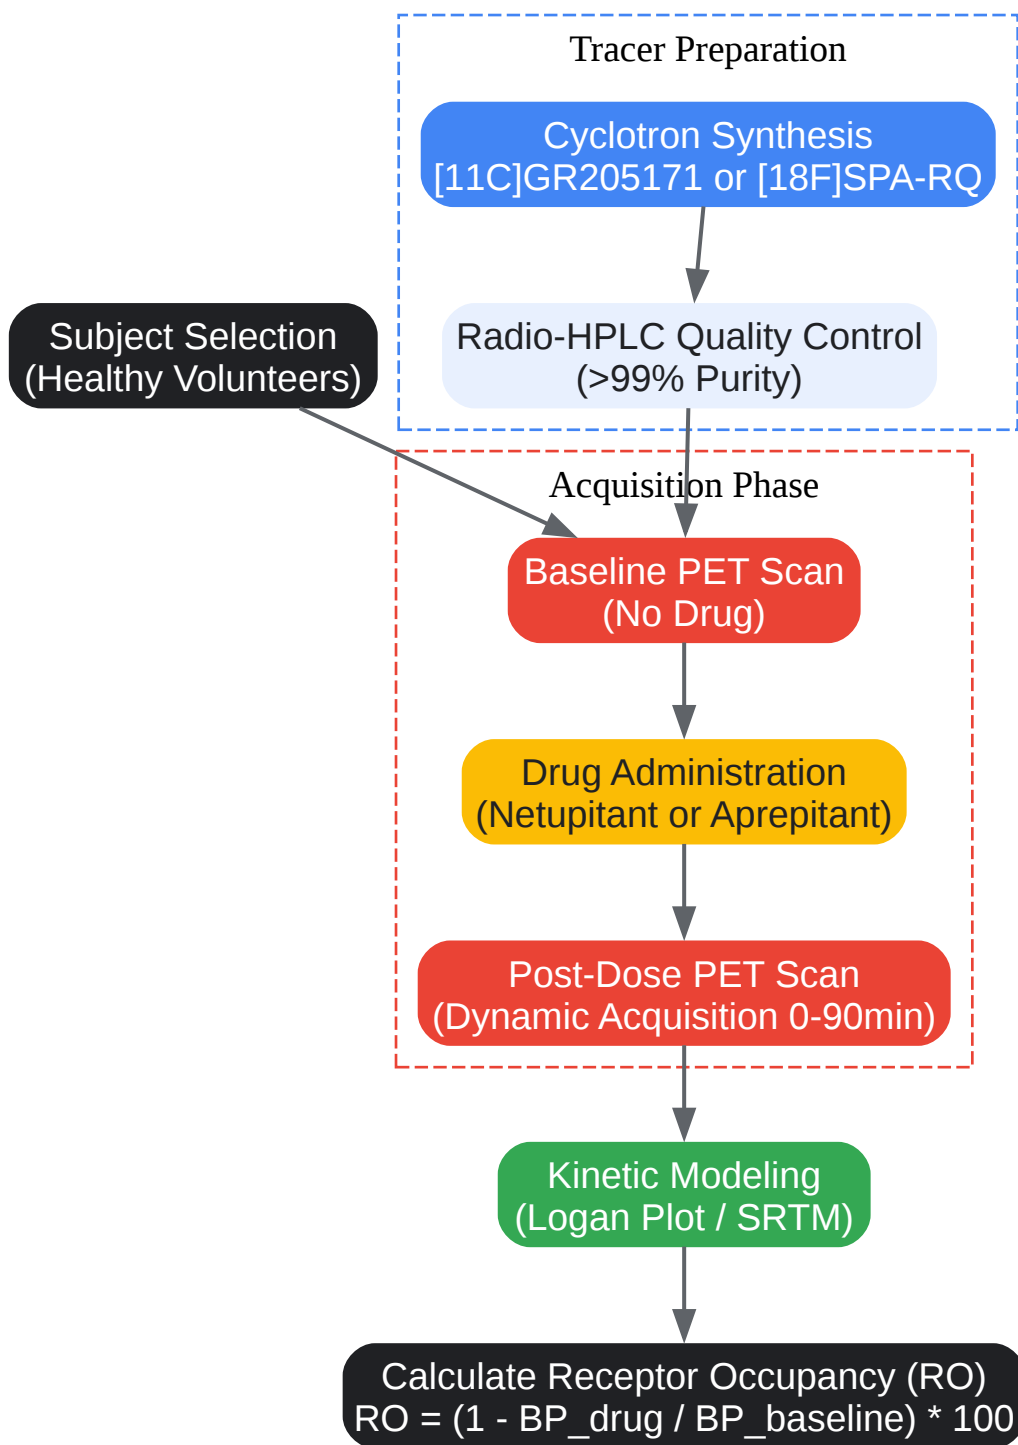 Tracer Preparation
Cyclotron Synthesis
[11C]GR205171 or [18F]SPA-RQ
Subject Selection
(Healthy Volunteers)
Radio-HPLC Quality Control
(>99% Purity)
Acquisition Phase
Baseline PET Scan
(No Drug)
Drug Administration
(Netupitant or Aprepitant)
Post-Dose PET Scan
(Dynamic Acquisition 0-90min)
Kinetic Modeling
(Logan Plot / SRTM)
Calculate Receptor Occupancy (RO)
RO = (1 - BP_drug / BP_baseline) * 100